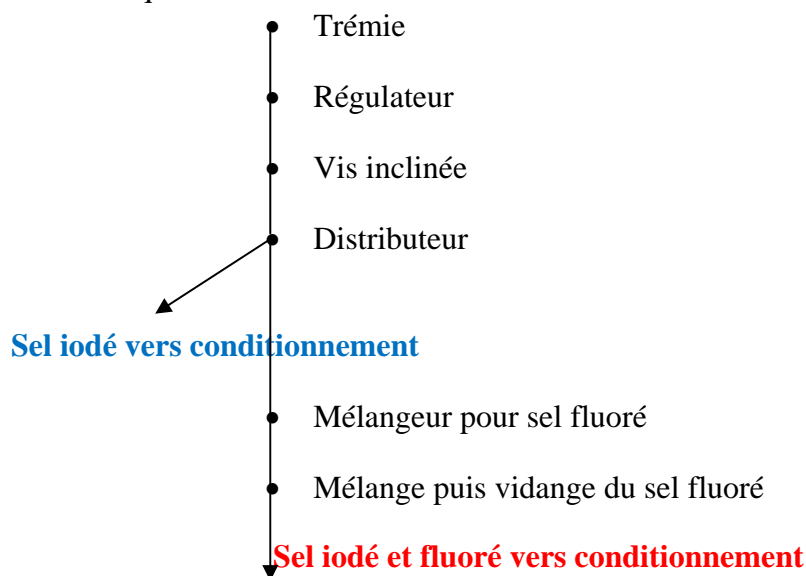 Trémie
Régulateur
Vis inclinée
Distributeur
Sel iodé vers conditionnement
Mélangeur pour sel fluoré
Mélange puis vidange du sel fluoré
Sel iodé et fluoré vers conditionnement